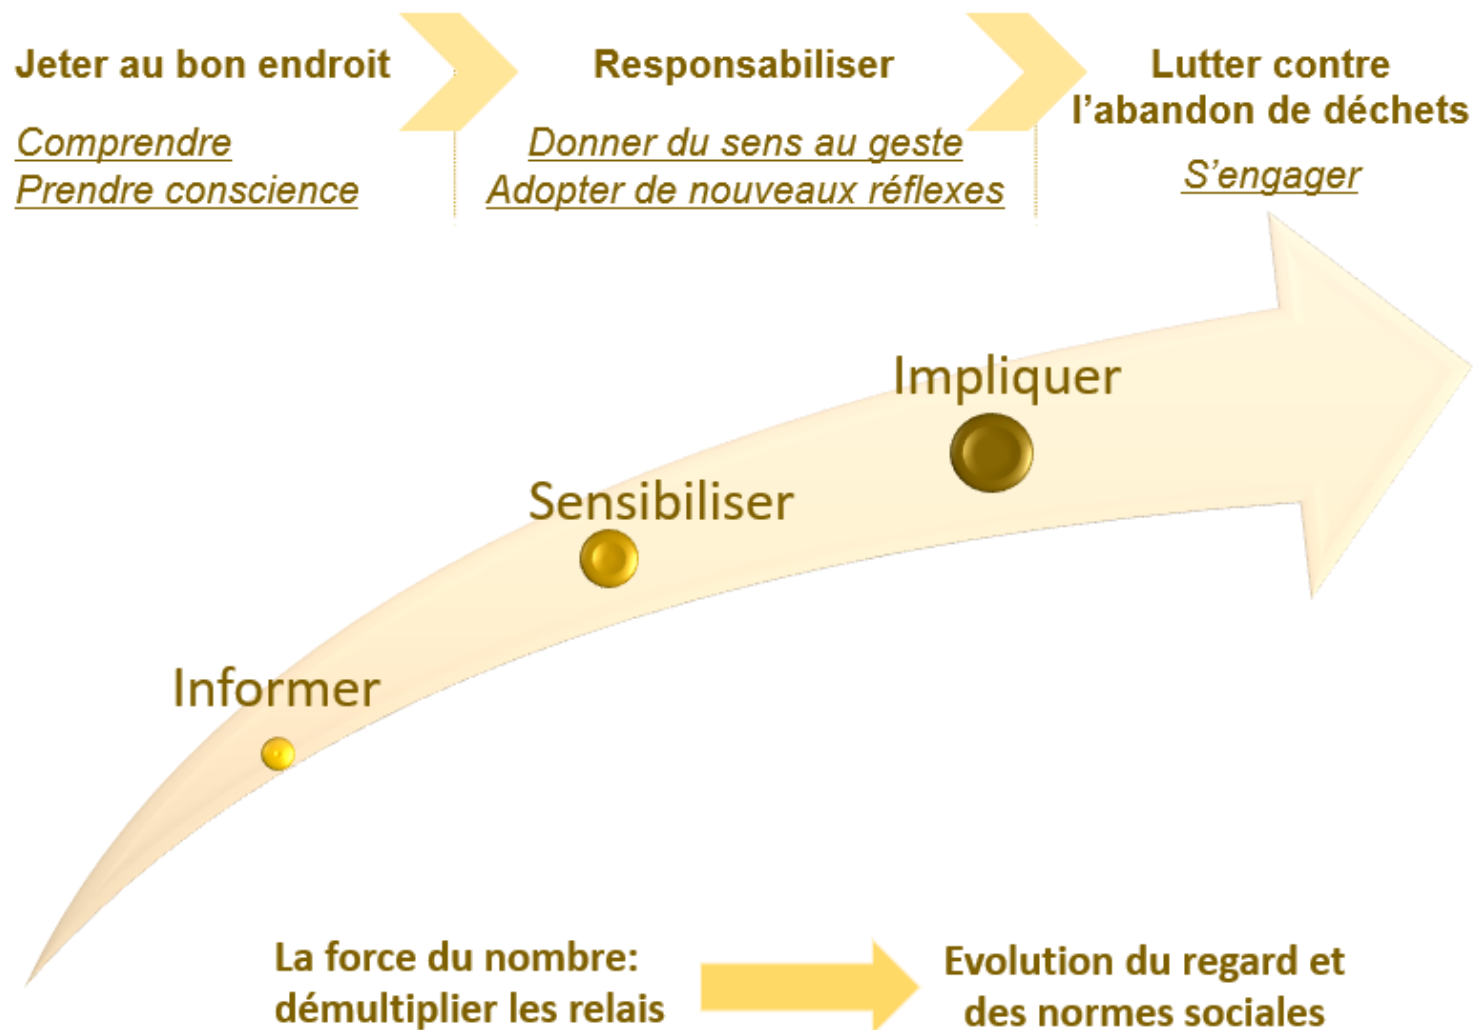 Jeter au bon endroit
Comprendre
Prendre conscience
Responsabiliser
Donner du sens au geste
Adopter de nouveaux réflexes
Lutter contre
l'abandon de déchets
S'engager
Impliquer
Sensibiliser
Informer
La force du nombre:
démultiplier les relais
Evolution du regard et
des normes sociales